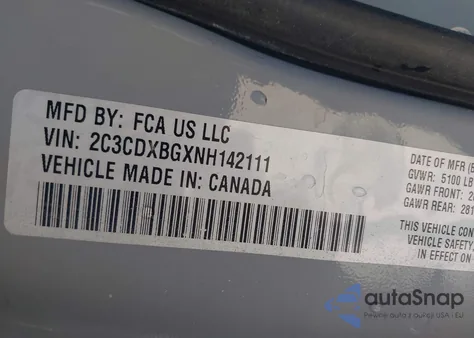 MFD BY: FCA US LLC
VIN: 2C3CDXBGXNH142111
VEHICLE MADE IN: CANADA
DATE OF MFR
GVWR: 5100 LB
GAWR FRONT:
GAWR REAR:
THIS VEHICLE
VEHICLE SAFETY,
IN EFFECT ON
autoSnap